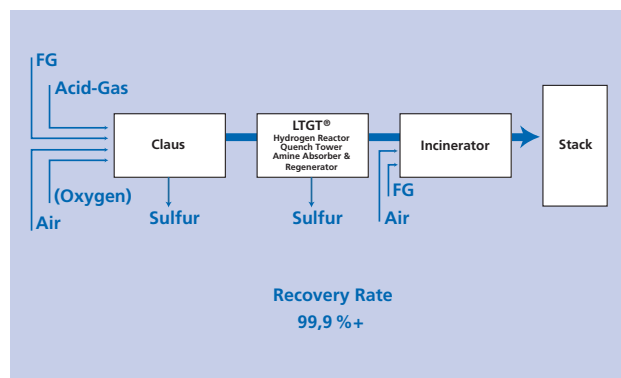 FG
Acid-Gas
Claus
(Oxygen)
Air
Sulfur
LTGT®
Hydrogen Reactor
Quench Tower
Amine Absorber &
Regenerator
Sulfur
Incinerator
FG
Air
Stack
Recovery Rate
99,9 %+